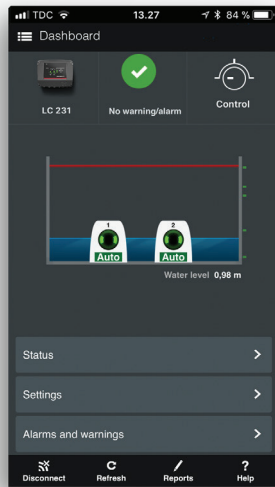 TDC 13.27 84 %
Dashboard
LC 231
No warning/alarm
Control
1 2
Auto Auto
Water level 0,98 m
Status
Settings
Alarms and warnings
Disconnect Refresh Reports Help